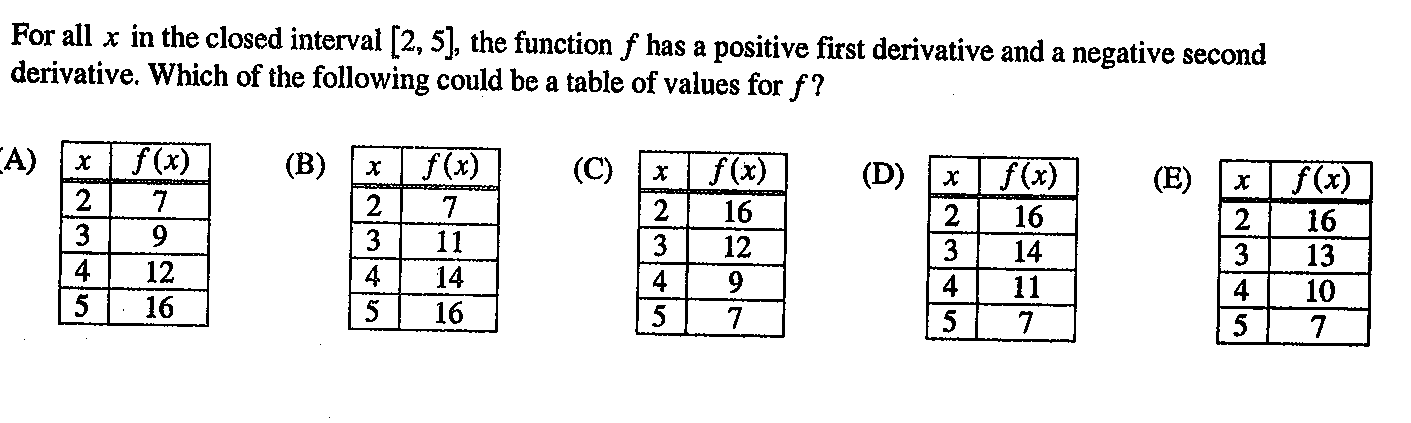 For all x in the closed interval [2, 5], the function f has a positive first derivative and a negative second
derivative. Which of the following could be a table of values for f?
(A) x f(x) (B) x f(x) (C) x f(x) (D) x f(x) (E) x f(x)
2 7 2 7 2 16 2 16 2 16
3 9 3 11 3 12 3 14 3 13
4 12 4 14 4 9 4 11 4 10
5 16 5 16 5 7 5 7 5 7